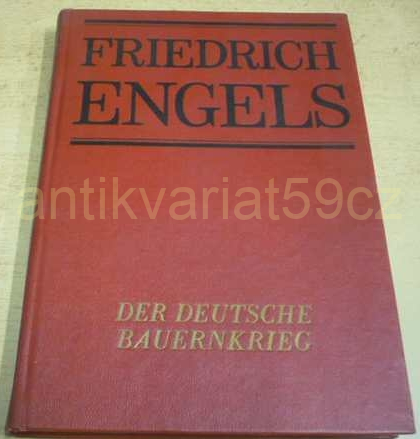 FRIEDRICH
ENGELS
antikvariat59cz
DER DEUTSCHE
BAUERNKRIEG